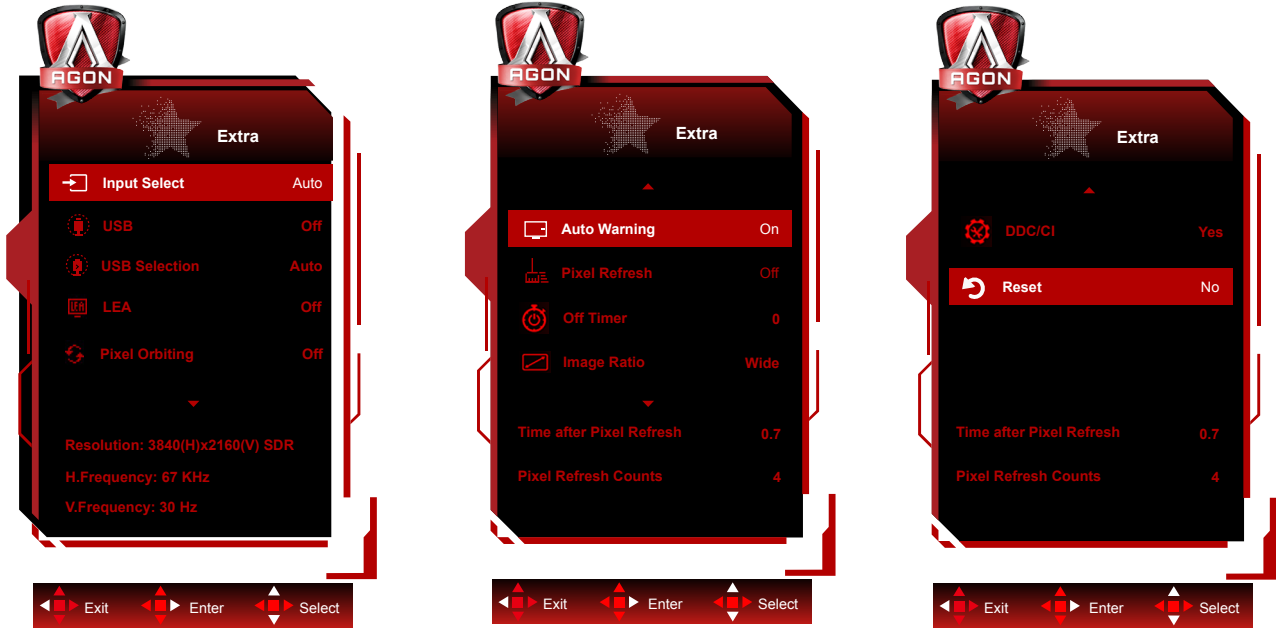 AGON
Extra
Input Select Auto
USB Off
USB Selection Auto
LEA Off
Pixel Orbiting Off
Resolution: 3840(H)x2160(V) SDR
H.Frequency: 67 KHz
V.Frequency: 30 Hz
Exit Enter Select
AGON
Extra
Auto Warning On
Pixel Refresh Off
Off Timer 0
Image Ratio Wide
Time after Pixel Refresh 0.7
Pixel Refresh Counts 4
Exit Enter Select
AGON
Extra
DDC/CI Yes
Reset No
Time after Pixel Refresh 0.7
Pixel Refresh Counts 4
Exit Enter Select